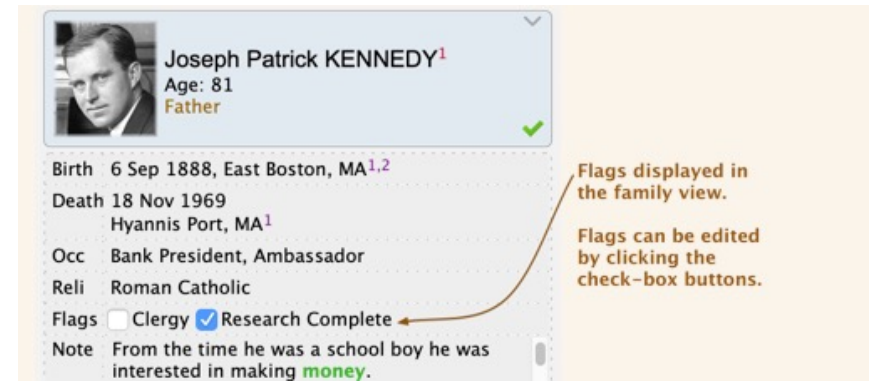 Joseph Patrick KENNEDY1
Age: 81
Father
Birth 6 Sep 1888, East Boston, MA1,2
Death 18 Nov 1969
Hyannis Port, MA1
Occ Bank President, Ambassador
Reli Roman Catholic
Flags Clergy Research Complete
Note From the time he was a school boy he was
interested in making money.
Flags displayed in
the family view.
Flags can be edited
by clicking the
check-box buttons.